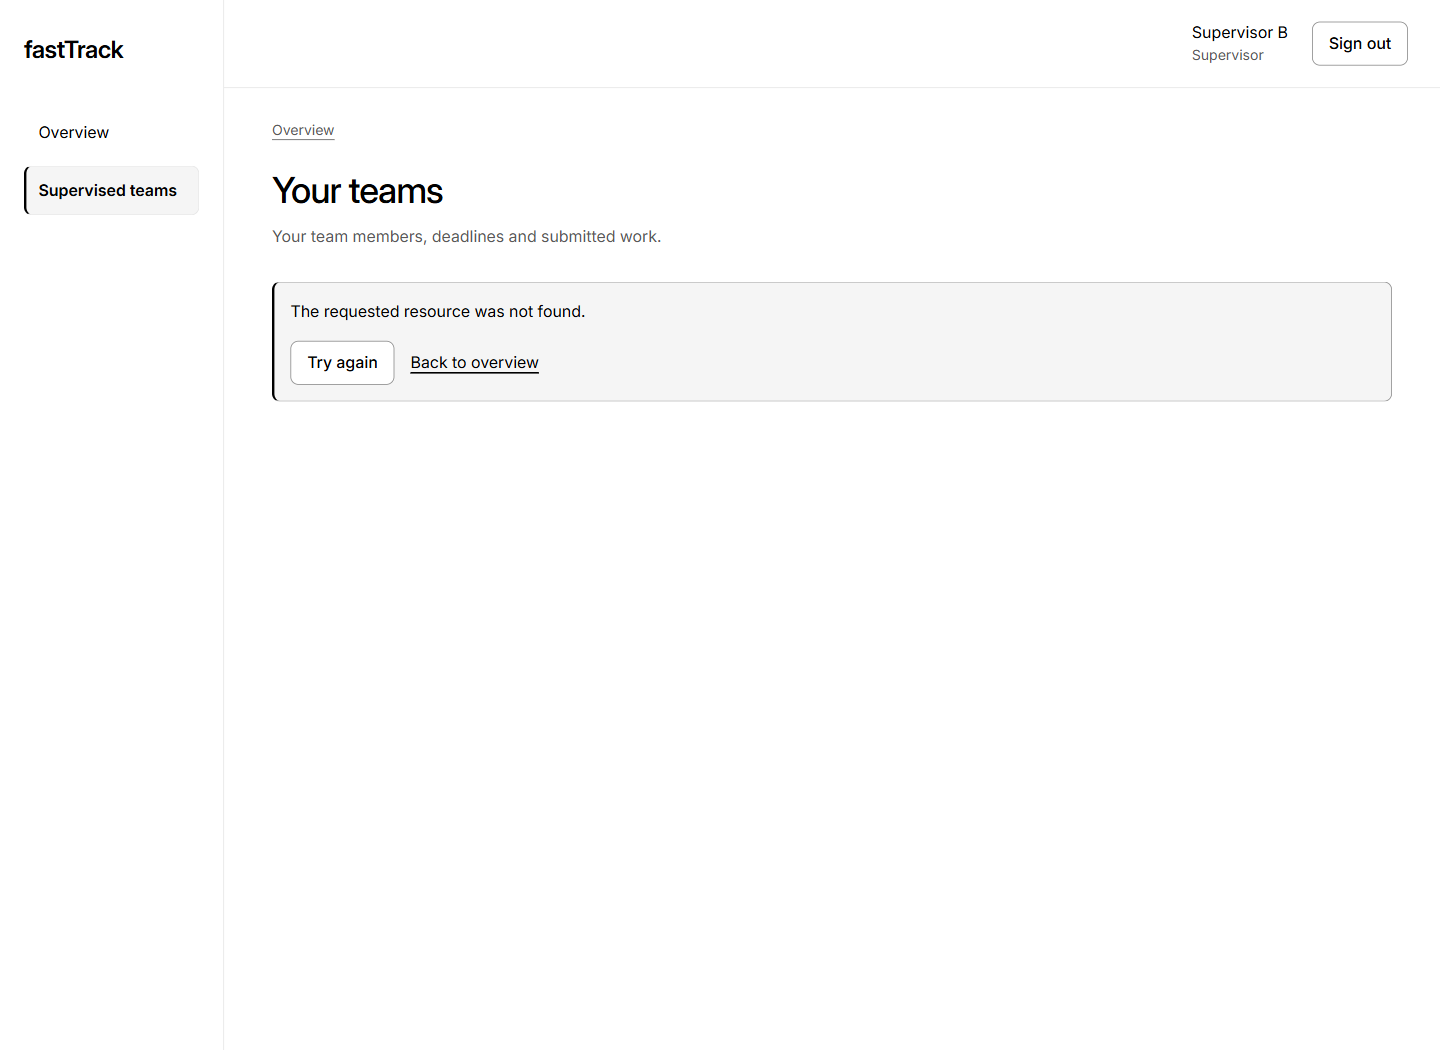 fastTrack
Supervisor B
Supervisor
Sign out
Overview
Supervised teams
Overview
Your teams
Your team members, deadlines and submitted work.
The requested resource was not found.
Try again
Back to overview